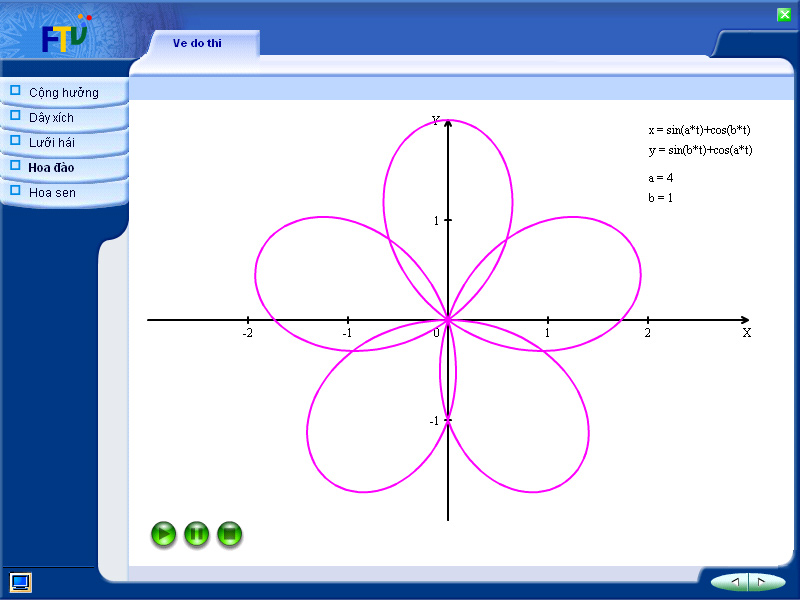 FTV
Ve do thi
Cộng hưởng
Dây xích
Lưỡi hái
Hoa đào
Hoa sen
x = sin(a*t)+cos(b*t)
y = sin(b*t)+cos(a*t)
a = 4
b = 1
Y
1
-2 -1 0 1 2 X
-1